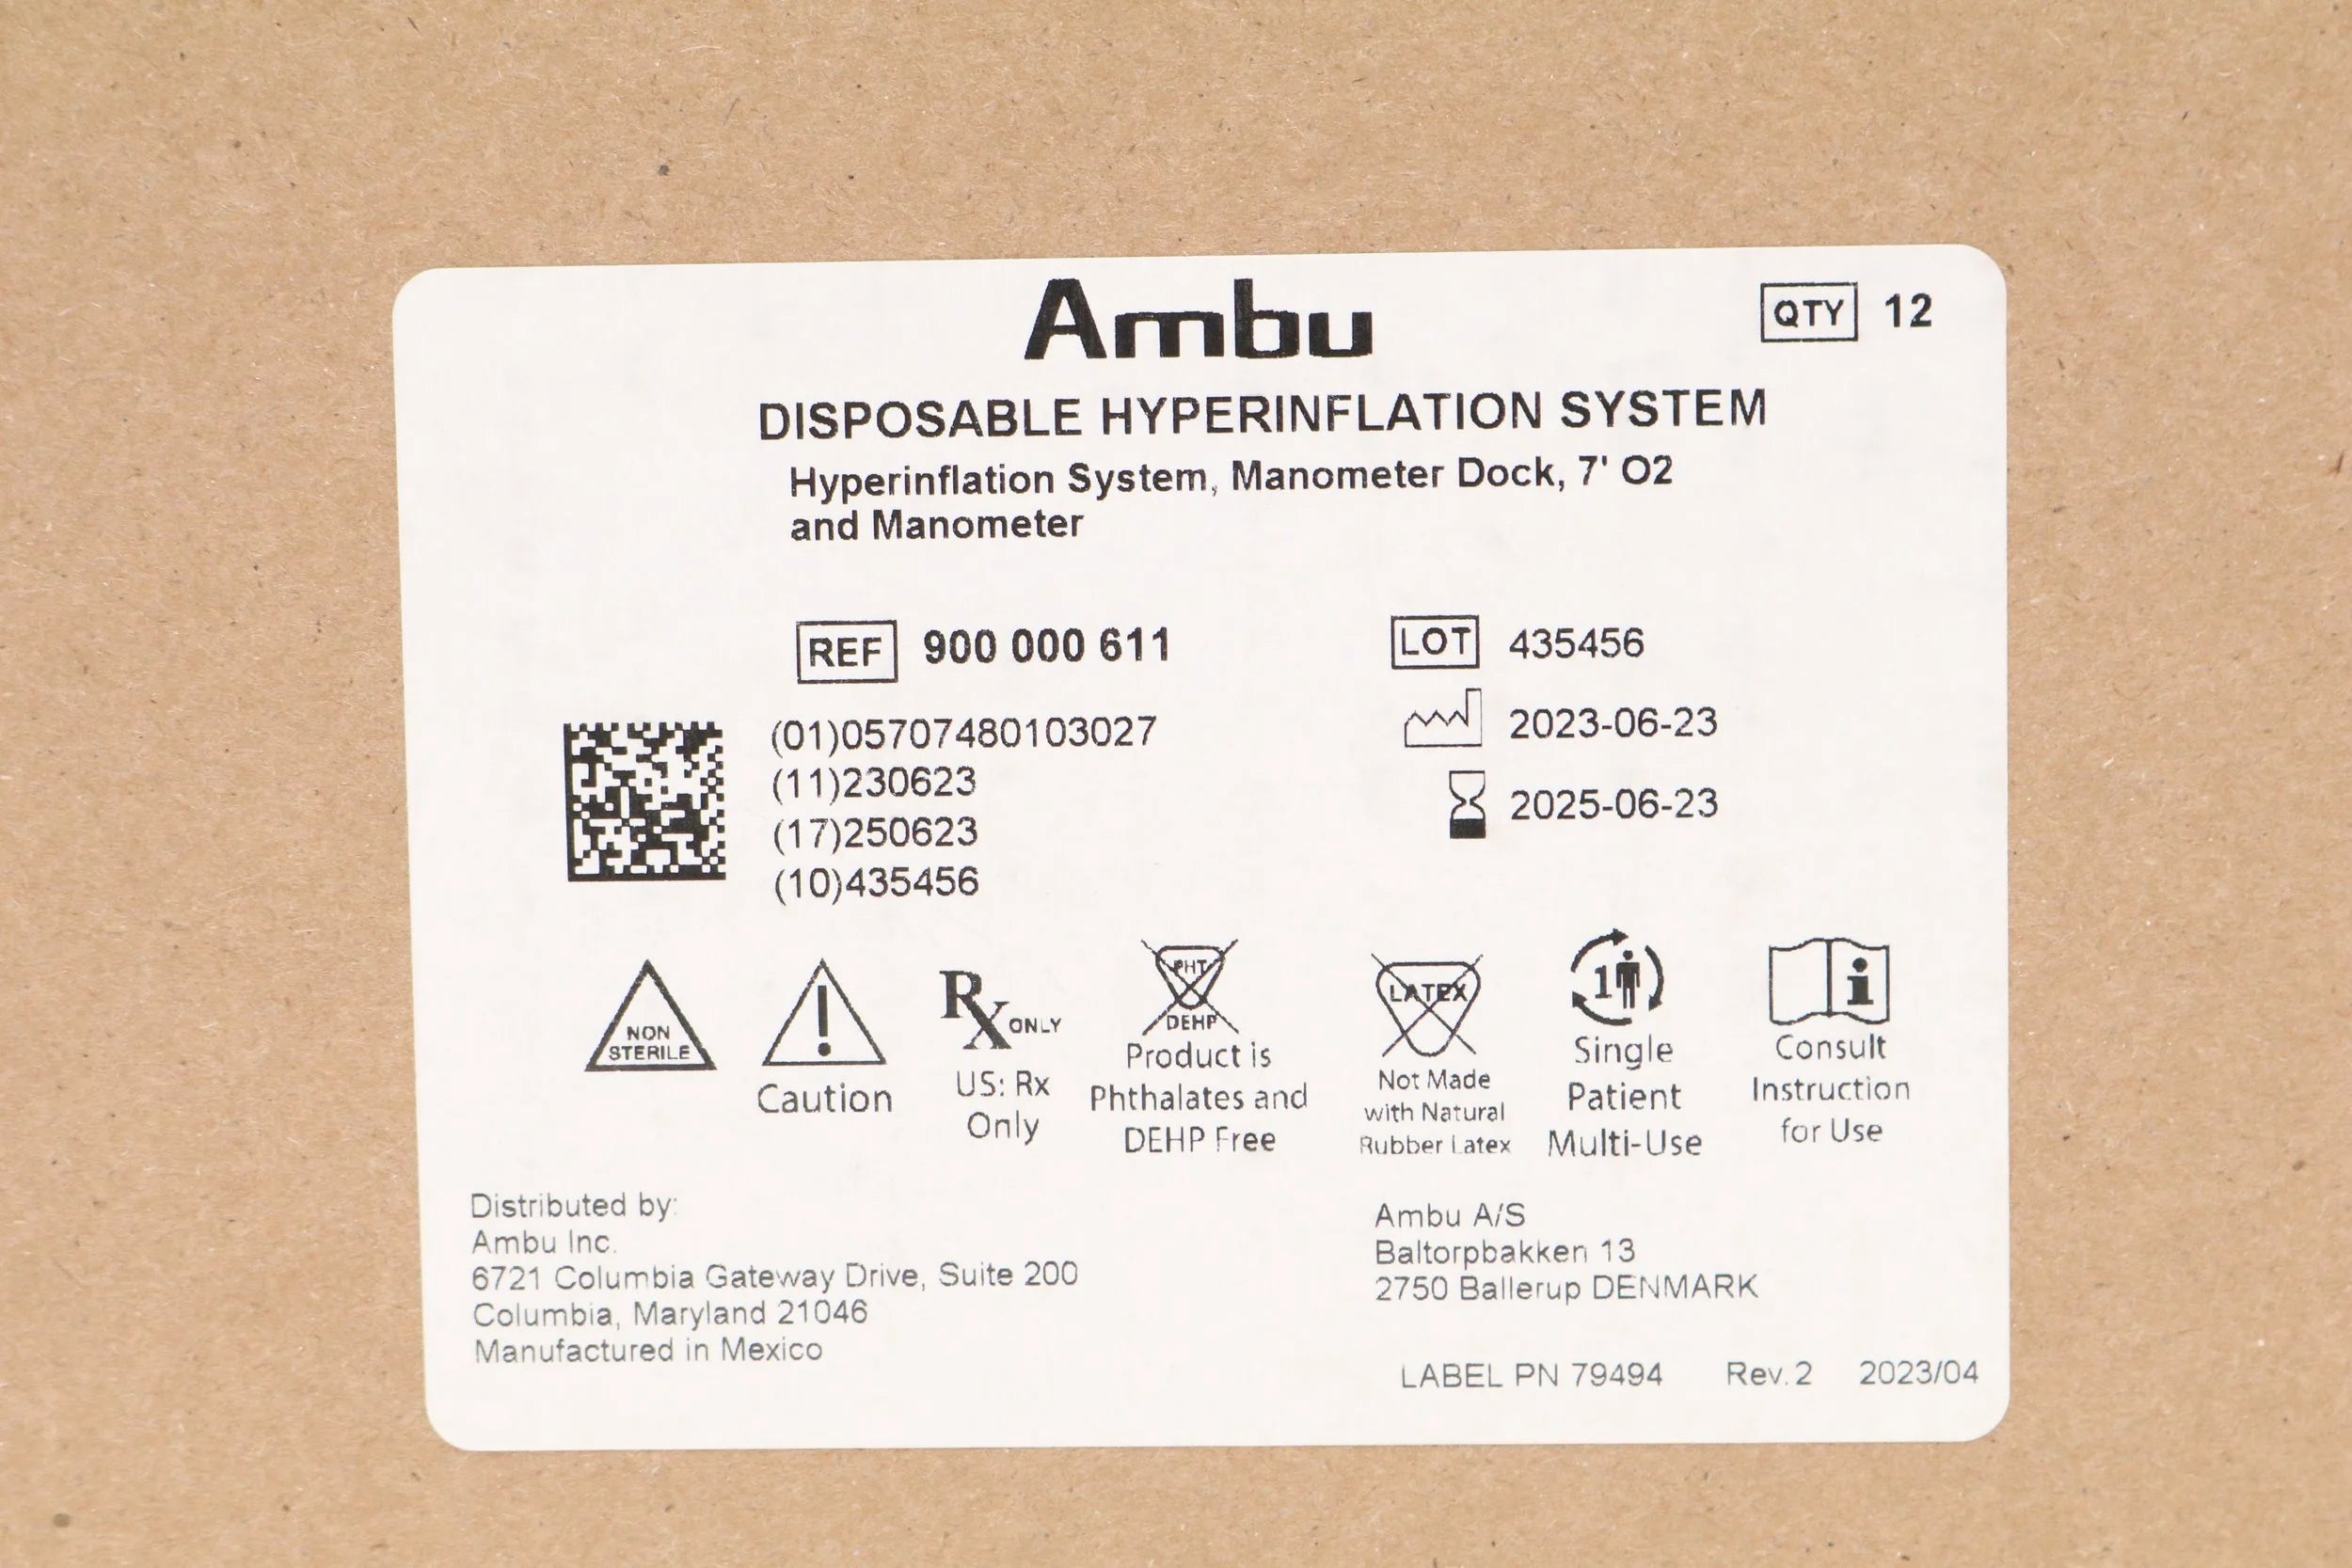 Ambu
QTY 12
DISPOSABLE HYPERINFLATION SYSTEM
Hyperinflation System, Manometer Dock, 7' O2
and Manometer
REF 900 000 611
LOT 435456
2023-06-23
2025-06-23
(01)05707480103027
(11)230623
(17)250623
(10)435456
NON
STERILE
Caution
Rx ONLY
US: Rx
Only
PHT
DEHP
Product is
Phthalates and
DEHP Free
LATEX
Not Made
with Natural
Rubber Latex
1
Single
Patient
Multi-Use
i
Consult
Instruction
for Use
Distributed by:
Ambu Inc.
6721 Columbia Gateway Drive, Suite 200
Columbia, Maryland 21046
Manufactured in Mexico
Ambu A/S
Baltorpbakken 13
2750 Ballerup DENMARK
LABEL PN 79494 Rev.2 2023/04